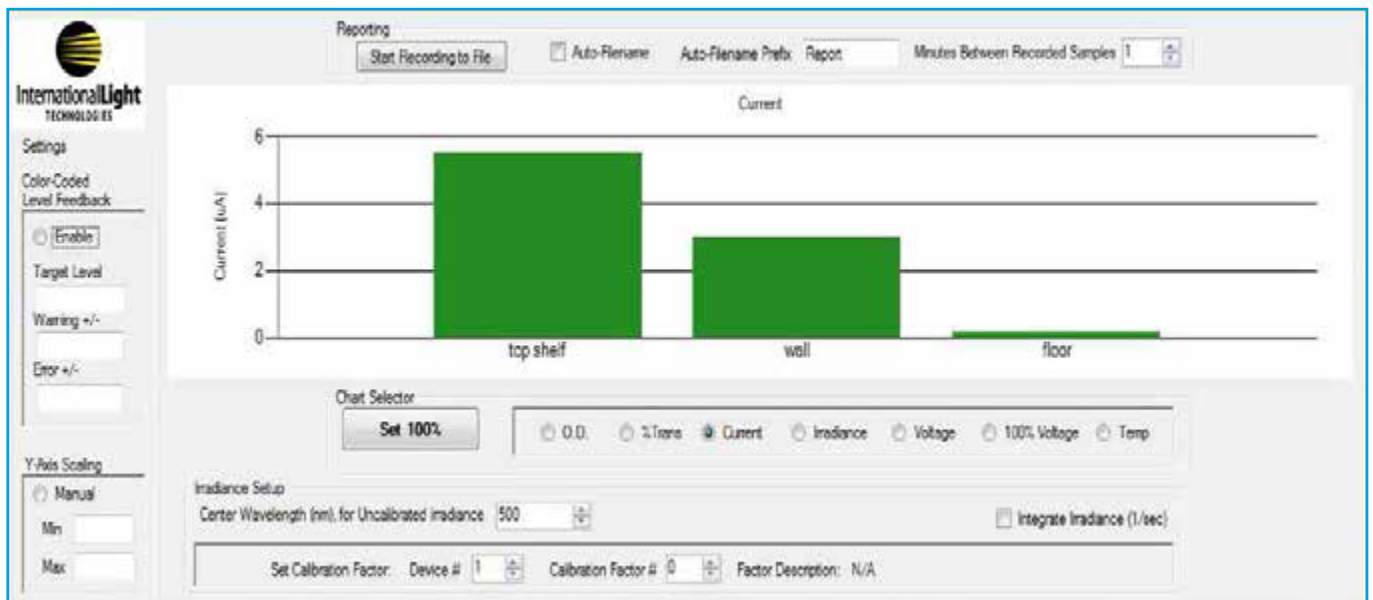 InternationalLight
TECHNOLOGIES
Settings
Color-Coded
Level Feedback
Enable
Target Level
Warning +/-
Error +/-
Y-Axis Scaling
Manual
Min
Max
Reporting
Start Recording to File
Auto-Filename
Auto-Filename Prefix Report
Minutes Between Recorded Samples 1
Current
Current (uA)
6
4
2
0
top shelf wall floor
Chart Selector
Set 100%
O.D. %Trans Current Irradiance Voltage 100% Voltage Temp
Irradiance Setup
Center Wavelength (nm), for Uncalibrated irradiance 500
Integrate Irradiance (1/sec)
Set Calibration Factor: Device # 1 Calibration Factor # 0 Factor Description: N/A